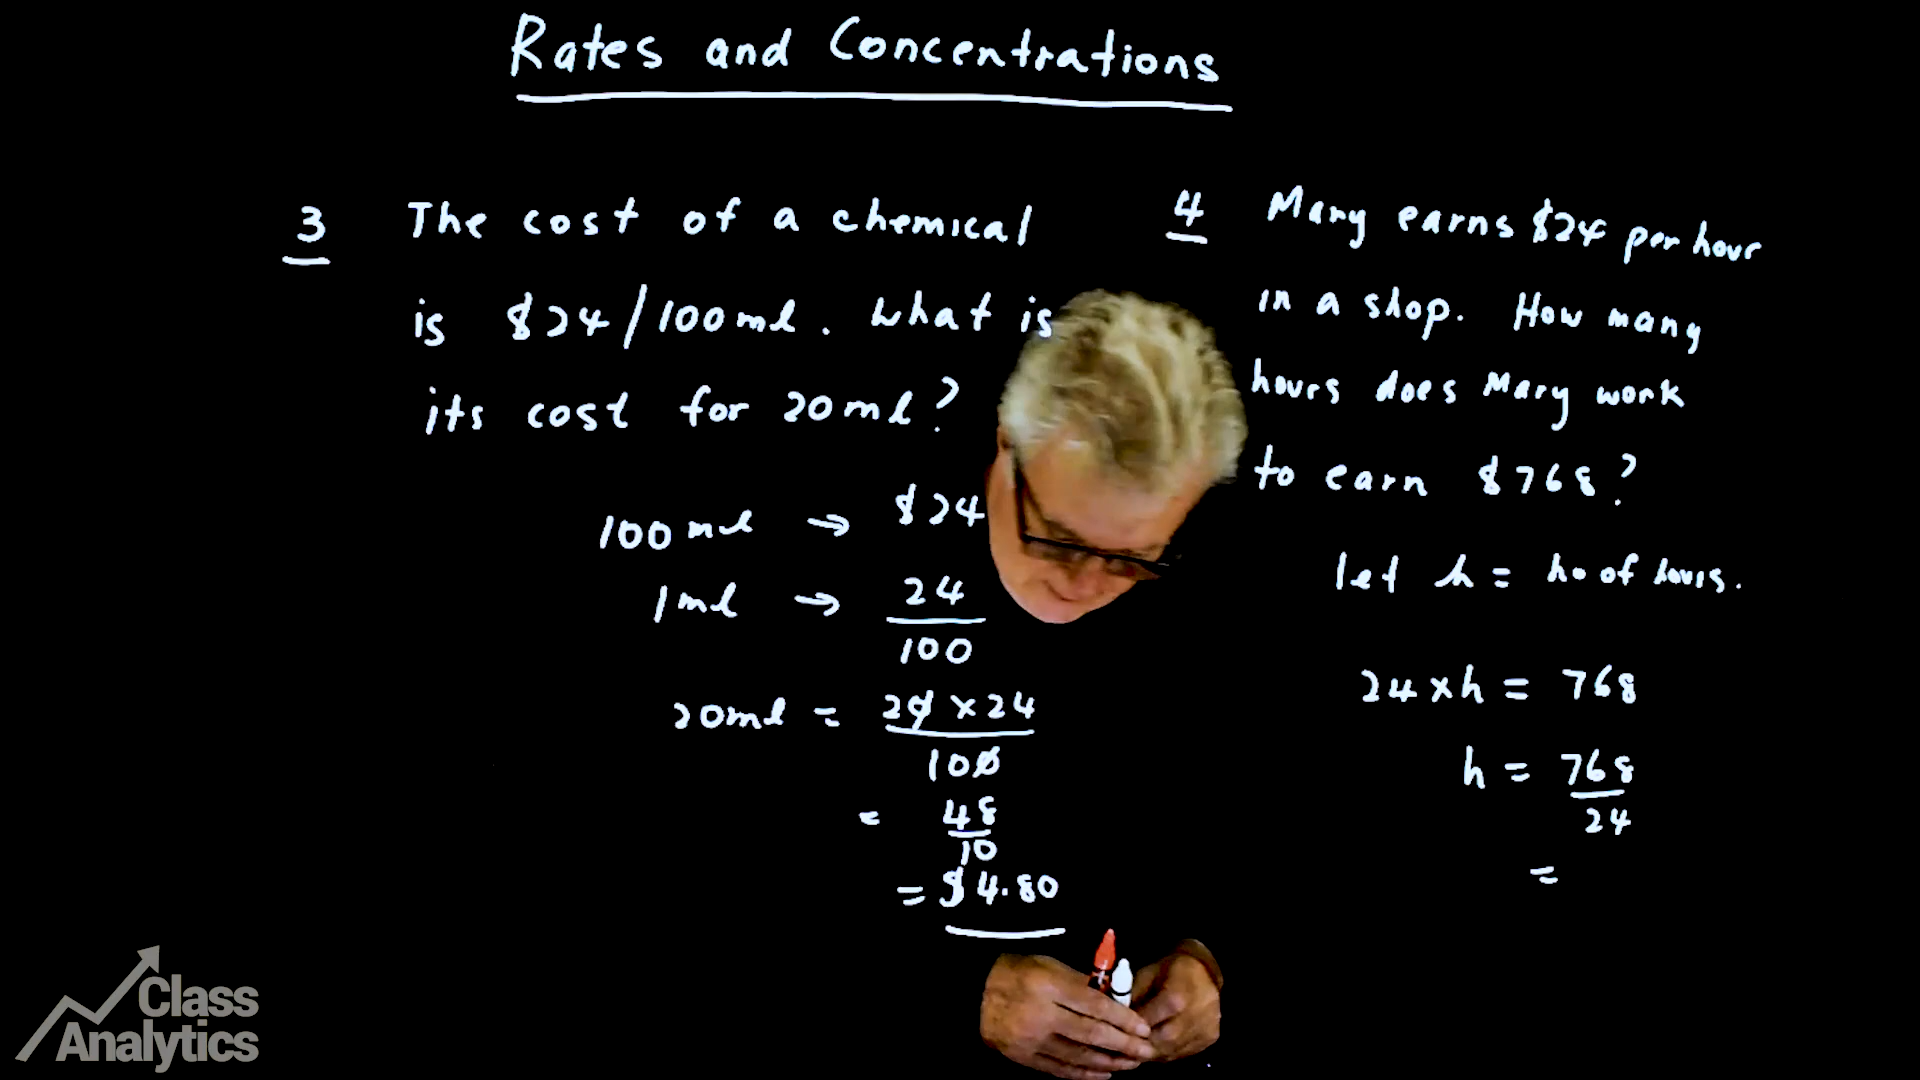 Rates and Concentrations
3 The cost of a chemical
is $24/100ml. What is
its cost for 20ml?
100ml → $24
1ml → 24
100
20ml = 20 x 24
100
= 48
10
= $4.80
4 Mary earns $24 per hour
in a shop. How many
hours does Mary work
to earn $768?
let h = no of hours.
24 x h = 768
h = 768
24
=
Class
Analytics